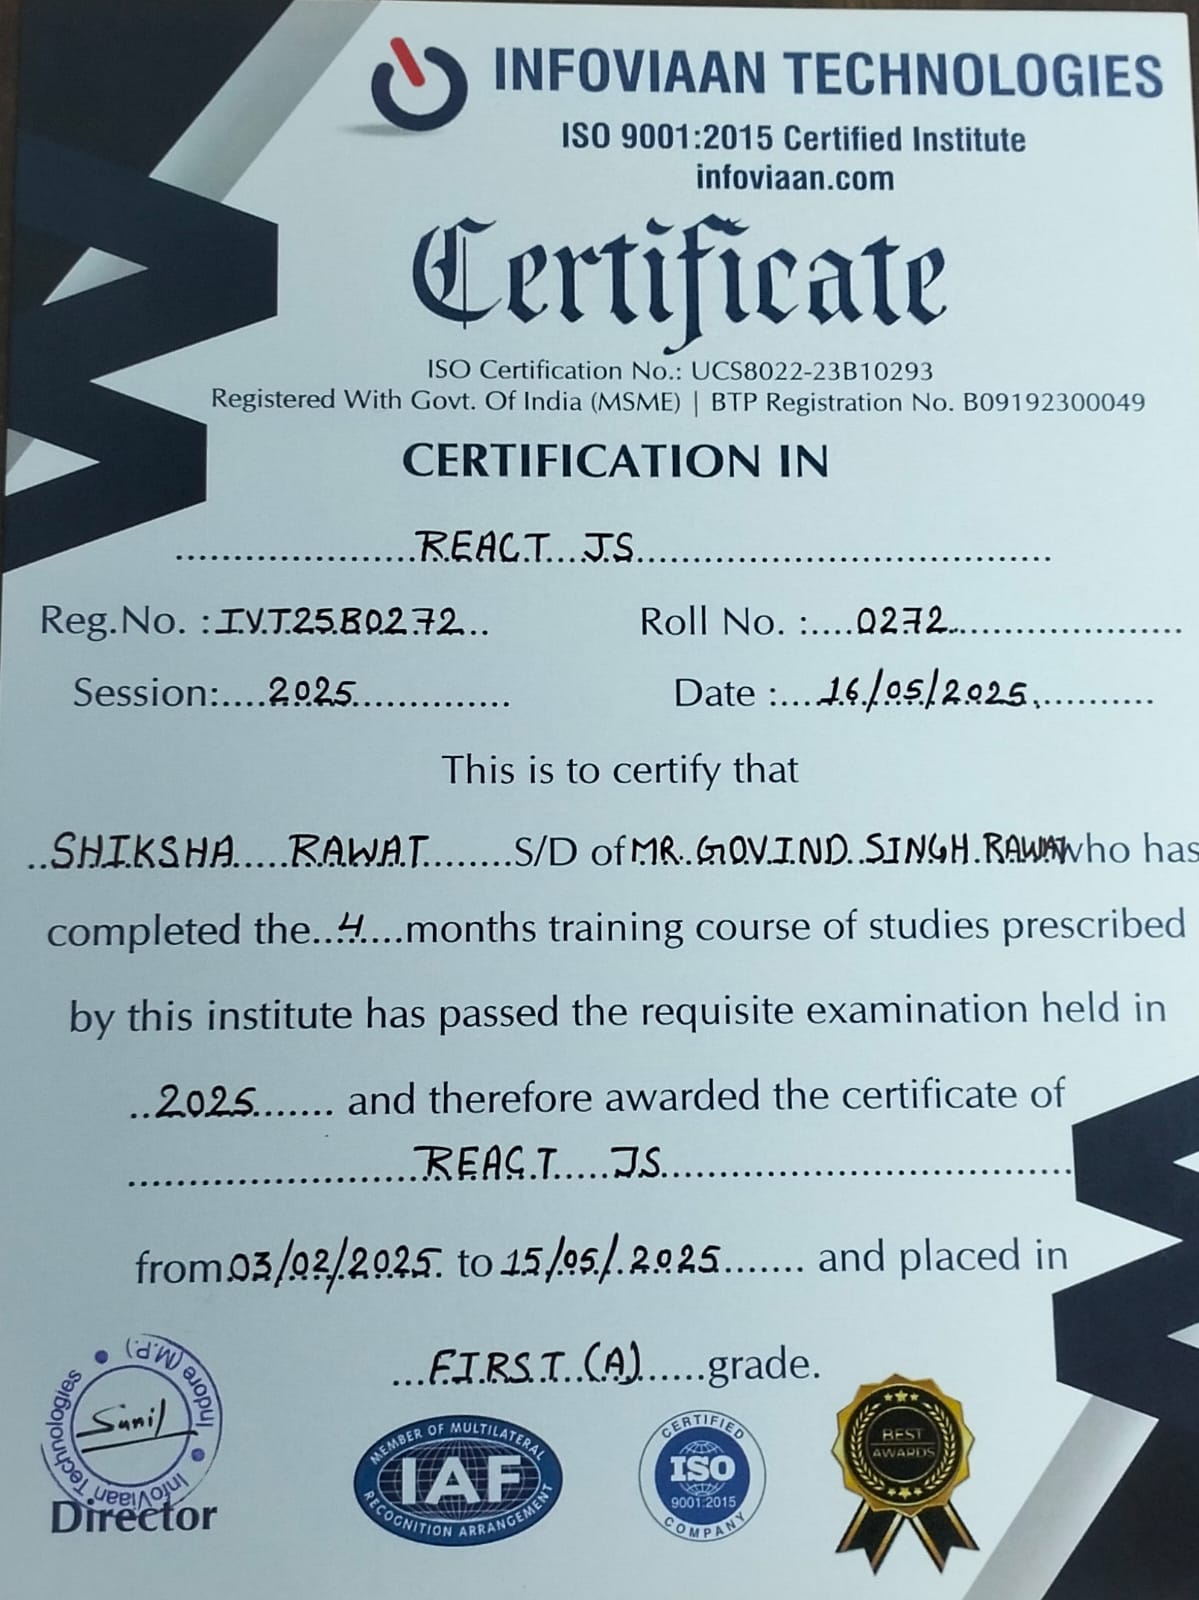 INFOVIAAN TECHNOLOGIES
ISO 9001:2015 Certified Institute
infoviaan.com
Certificate
ISO Certification No.: UCS8022-23B10293
Registered With Govt. Of India (MSME) | BTP Registration No. B09192300049
CERTIFICATION IN
REACT JS
Reg.No. : IVT25B0272 Roll No. : 0272
Session: 2025 Date : 16/05/2025
This is to certify that
SHIKSHA RAWAT S/D of MR. GOVIND SINGH RAWAT who has
completed the 4 months training course of studies prescribed
by this institute has passed the requisite examination held in
2025 and therefore awarded the certificate of
REACT JS
from 03/02/2025 to 15/05/2025 and placed in
FIRST (A) grade.
InfoViaan Technologies • Indore (M.P.) •
Sunil
Director
MEMBER OF MULTILATERAL
IAF
RECOGNITION ARRANGEMENT
CERTIFIED
ISO
9001:2015
COMPANY
BEST
AWARDS